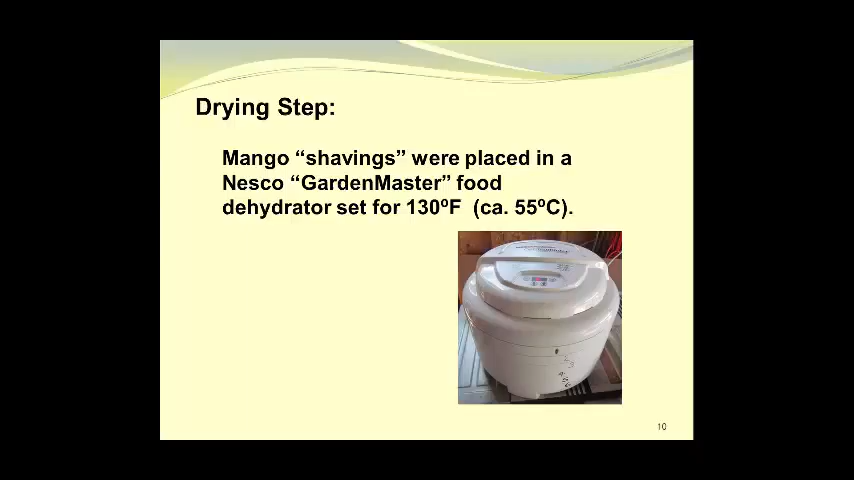 Drying Step:
Mango “shavings” were placed in a
Nesco “GardenMaster” food
dehydrator set for 130ºF  (ca. 55ºC).
10